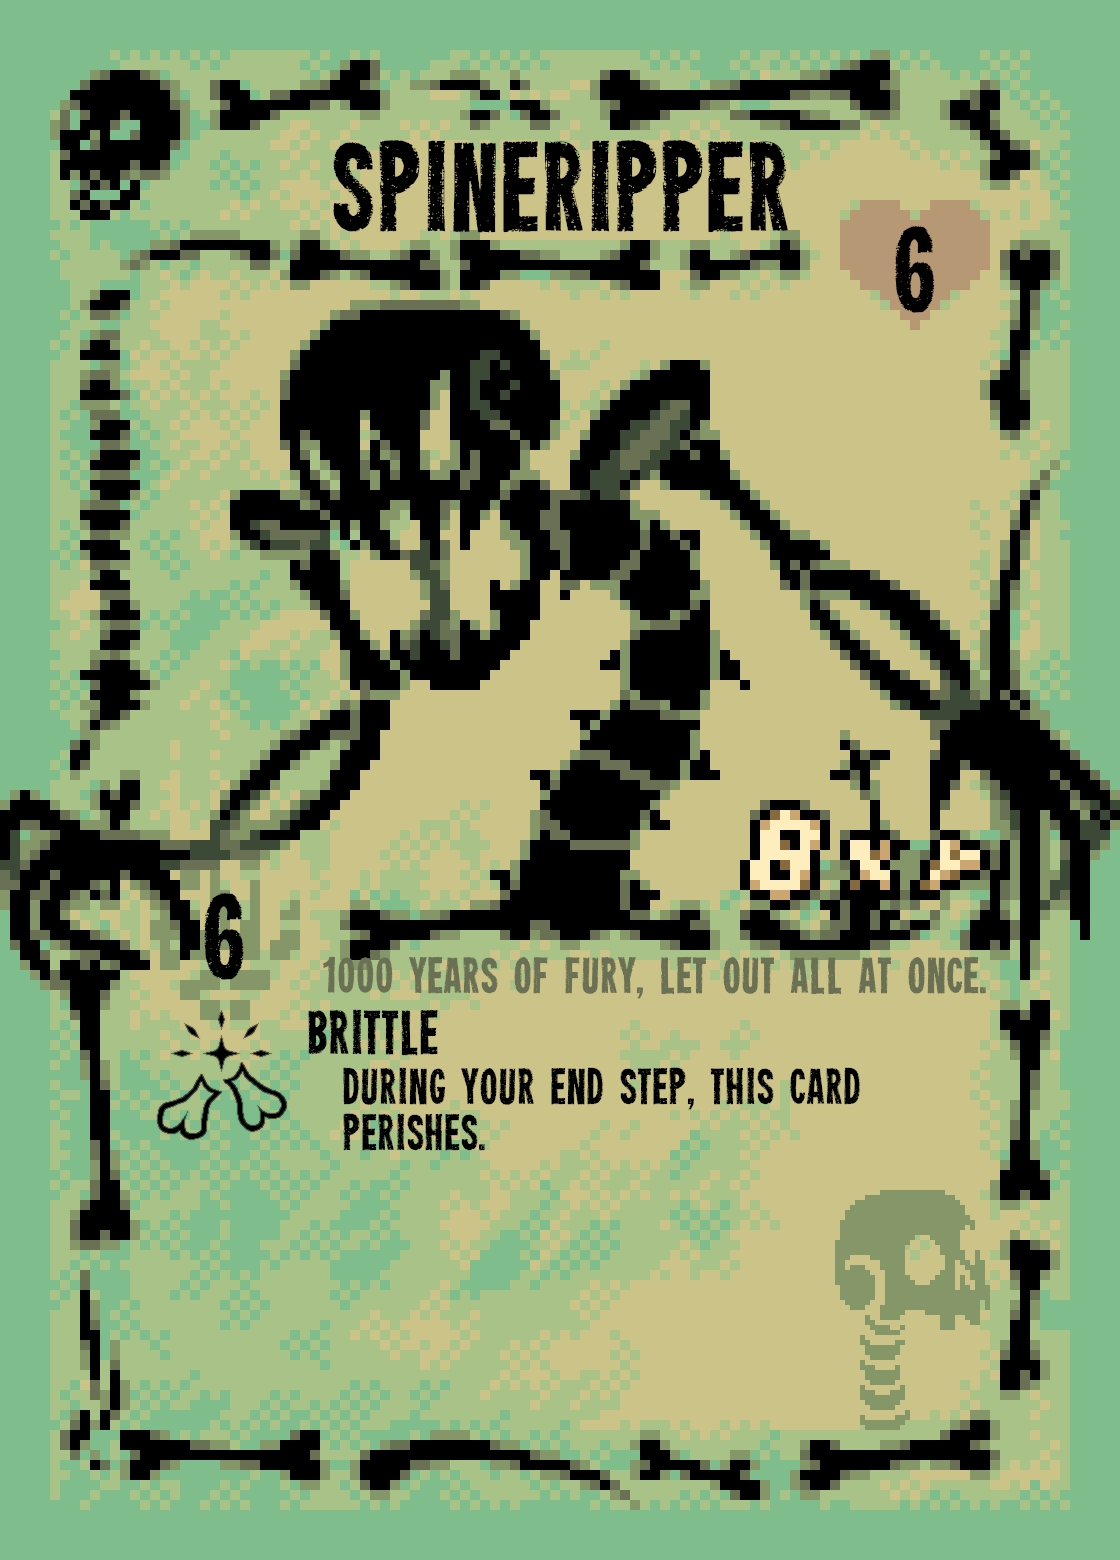 SPINERIPPER
6
8
6
1000 YEARS OF FURY, LET OUT ALL AT ONCE.
BRITTLE
DURING YOUR END STEP, THIS CARD
PERISHES.